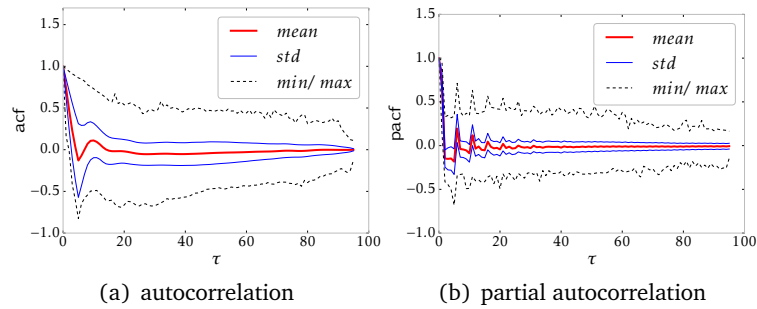 1.5
1.0
0.5
0.0
−0.5
−1.0
acf
0 20 40 60 80 100
τ
mean
std
min/ max
(a) autocorrelation
1.5
1.0
0.5
0.0
−0.5
−1.0
pacf
0 20 40 60 80 100
τ
mean
std
min/ max
(b) partial autocorrelation